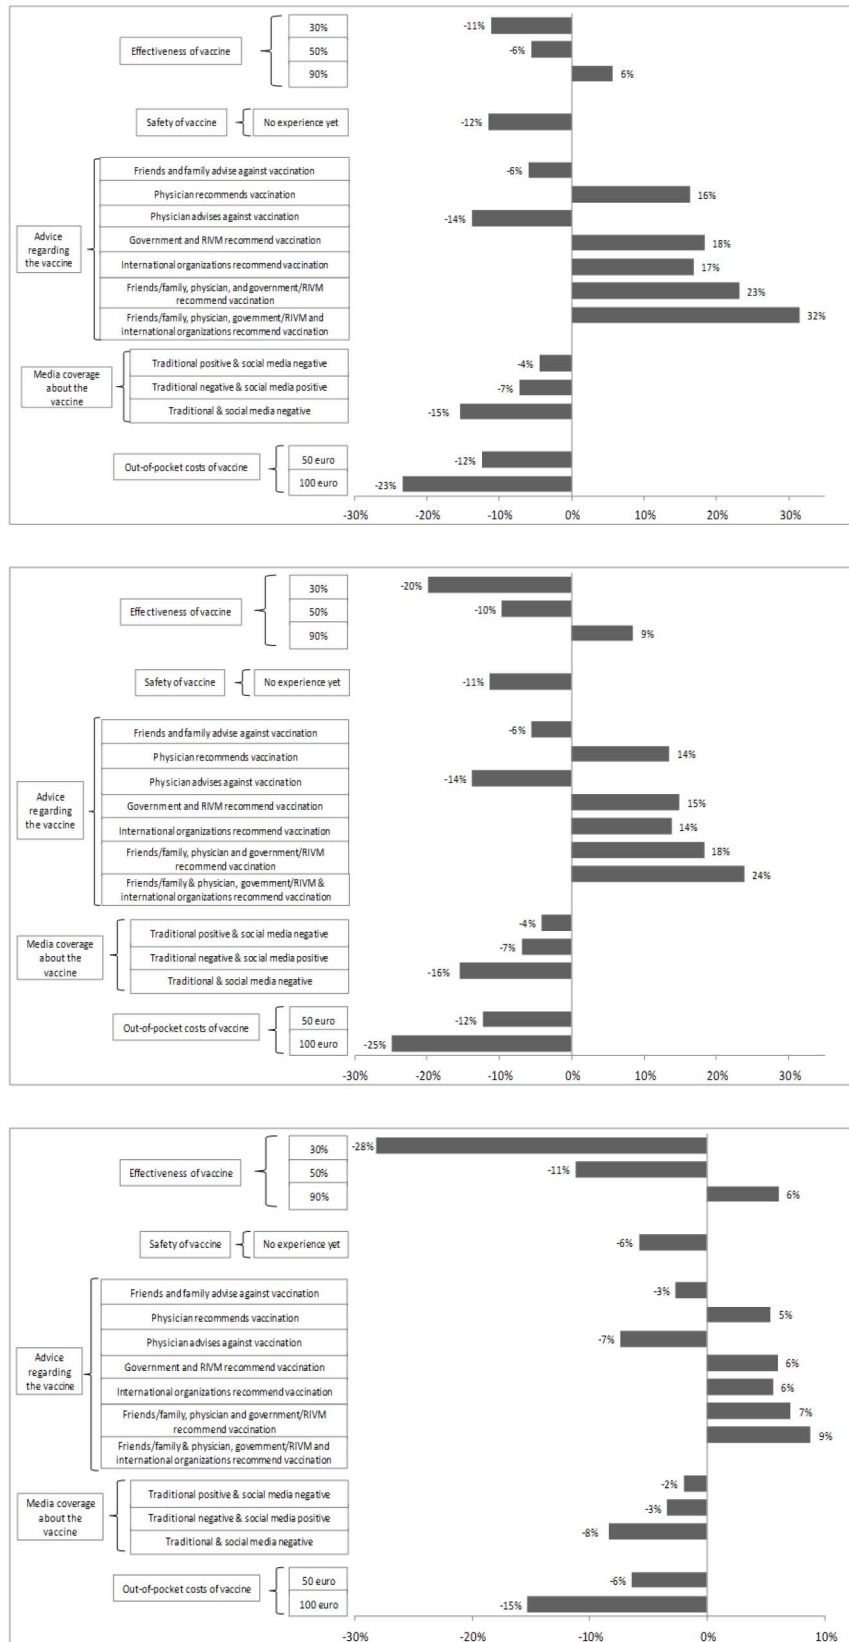 30%
-11%
Effectiveness of vaccine
50%
-6%
90%
6%
Safety of vaccine
No experience yet
-12%
Friends and family advise against vaccination
-6%
Physician recommends vaccination
16%
Physician advises against vaccination
-14%
Advice
regarding
the vaccine
Government and RIVM recommend vaccination
18%
International organizations recommend vaccination
17%
Friends/family, physician, and government/RIVM
recommend vaccination
23%
Friends/family, physician, government/RIVM and
international organizations recommend vaccination
32%
Media coverage
about the
vaccine
Traditional positive & social media negative
-4%
Traditional negative & social media positive
-7%
Traditional & social media negative
-15%
Out-of-pocket costs of vaccine
50 euro
-12%
100 euro
-23%
-30% -20% -10% 0% 10% 20% 30%
30%
-20%
Effectiveness of vaccine
50%
-10%
90%
9%
Safety of vaccine
No experience yet
-11%
Friends and family advise against vaccination
-6%
Physician recommends vaccination
14%
Physician advises against vaccination
-14%
Advice
regarding
the vaccine
Government and RIVM recommend vaccination
15%
International organizations recommend vaccination
14%
Friends/family, physician and government/RIVM
recommend vaccination
18%
Friends/family & physician, government/RIVM &
international organizations recommend vaccination
24%
Media coverage
about the
vaccine
Traditional positive & social media negative
-4%
Traditional negative & social media positive
-7%
Traditional & social media negative
-16%
Out-of-pocket costs of vaccine
50 euro
-12%
100 euro
-25%
-30% -20% -10% 0% 10% 20% 30%
30%
-28%
Effectiveness of vaccine
50%
-11%
90%
6%
Safety of vaccine
No experience yet
-6%
Friends and family advise against vaccination
-3%
Physician recommends vaccination
5%
Physician advises against vaccination
-7%
Advice
regarding
the vaccine
Government and RIVM recommend vaccination
6%
International organizations recommend vaccination
6%
Friends/family, physician and government/RIVM
recommend vaccination
7%
Friends/family & physician, government/RIVM and
international organizations recommend vaccination
9%
Media coverage
about the
vaccine
Traditional positive & social media negative
-2%
Traditional negative & social media positive
-3%
Traditional & social media negative
-8%
Out-of-pocket costs of vaccine
50 euro
-6%
100 euro
-15%
-30% -20% -10% 0% 10%